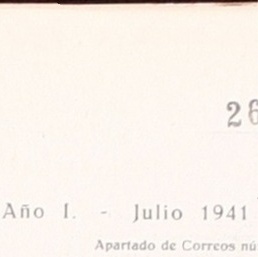 26
Año I. - Julio 1941
Apartado de Correos nú